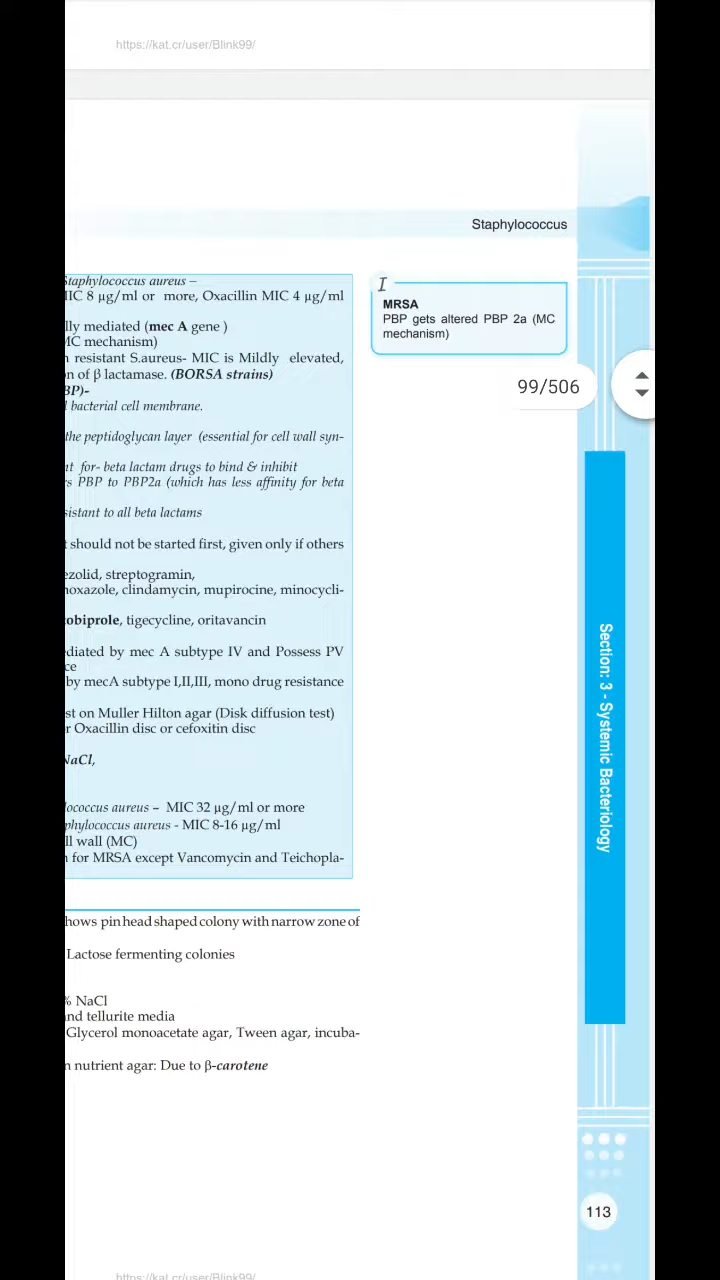 https://kat.cr/user/Blink99/
Staphylococcus
Staphylococcus aureus –
MIC 8 µg/ml or more, Oxacillin MIC 4 µg/ml
lly mediated (mec A gene )
MC mechanism)
n resistant S.aureus- MIC is Mildly elevated,
on of β lactamase. (BORSA strains)
BP)-
l bacterial cell membrane.
the peptidoglycan layer (essential for cell wall syn-
nt for- beta lactam drugs to bind & inhibit
s PBP to PBP2a (which has less affinity for beta
sistant to all beta lactams
t should not be started first, given only if others
ezolid, streptogramin,
noxazole, clindamycin, mupirocine, minocycli-
tobiprole, tigecycline, oritavancin
ediated by mec A subtype IV and Possess PV
ce
by mecA subtype I,II,III, mono drug resistance
st on Muller Hilton agar (Disk diffusion test)
r Oxacillin disc or cefoxitin disc
NaCl,
lococcus aureus – MIC 32 µg/ml or more
phylococcus aureus - MIC 8-16 µg/ml
ll wall (MC)
n for MRSA except Vancomycin and Teichopla-
I
MRSA
PBP gets altered PBP 2a (MC
mechanism)
99/506
hows pin head shaped colony with narrow zone of
Lactose fermenting colonies
% NaCl
and tellurite media
Glycerol monoacetate agar, Tween agar, incuba-
n nutrient agar: Due to β-carotene
Section: 3 - Systemic Bacteriology
113
https://kat.cr/user/Blink99/